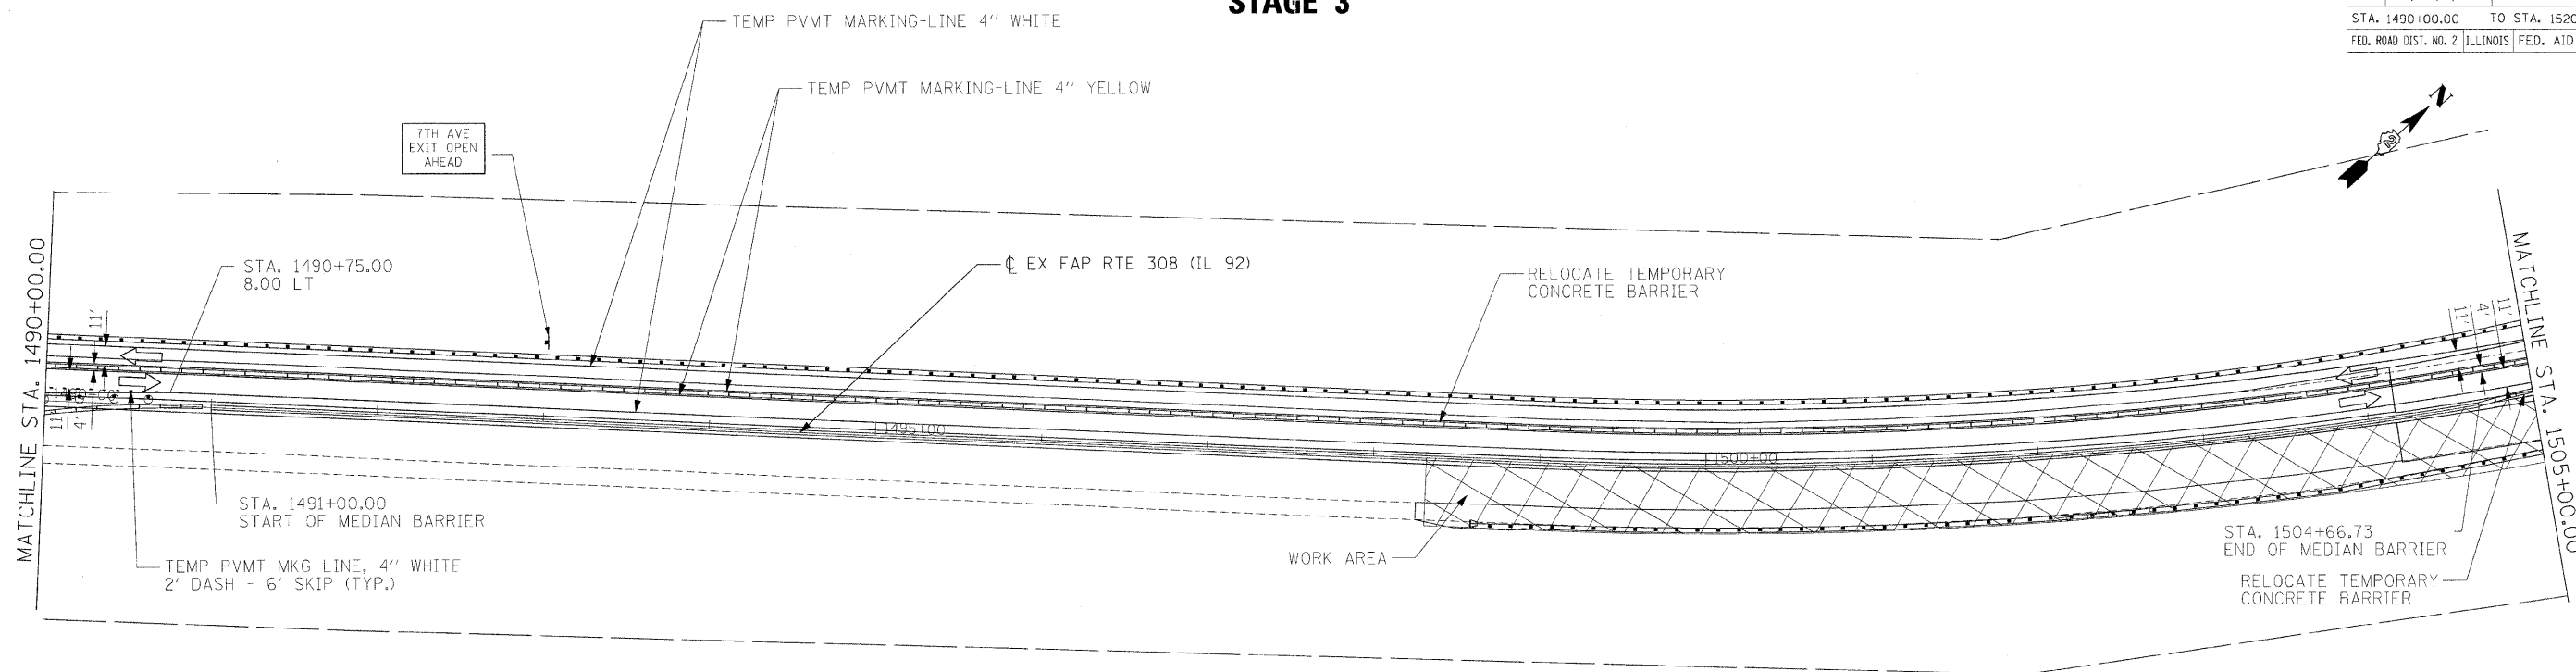 STAGE 3
STA. 1490+00.00 TO STA. 1520
FED. ROAD DIST. NO. 2 ILLINOIS FED. AID
TEMP PVMT MARKING-LINE 4" WHITE
TEMP PVMT MARKING-LINE 4" YELLOW
7TH AVE
EXIT OPEN
AHEAD
N
2
MATCHLINE STA. 1490+00.00
STA. 1490+75.00
8.00 LT
℄ EX FAP RTE 308 (IL 92)
RELOCATE TEMPORARY
CONCRETE BARRIER
MATCHLINE STA. 1505+00.00
11'
11'
4'
11'
4'
11'
1495+00
1500+00
STA. 1491+00.00
START OF MEDIAN BARRIER
TEMP PVMT MKG LINE, 4" WHITE
2' DASH - 6' SKIP (TYP.)
WORK AREA
STA. 1504+66.73
END OF MEDIAN BARRIER
RELOCATE TEMPORARY
CONCRETE BARRIER